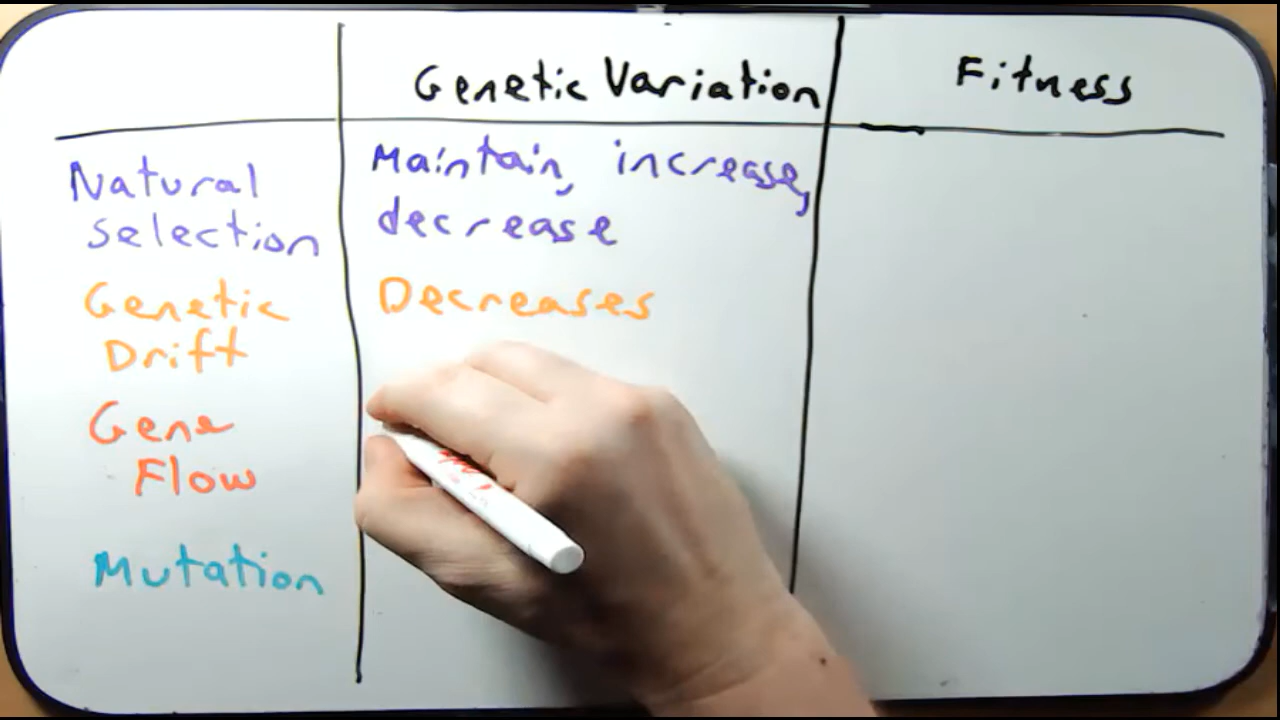 Genetic Variation
Fitness
Natural
selection
Maintain, increase,
decrease
Genetic
Drift
Decreases
Gene
Flow
Mutation